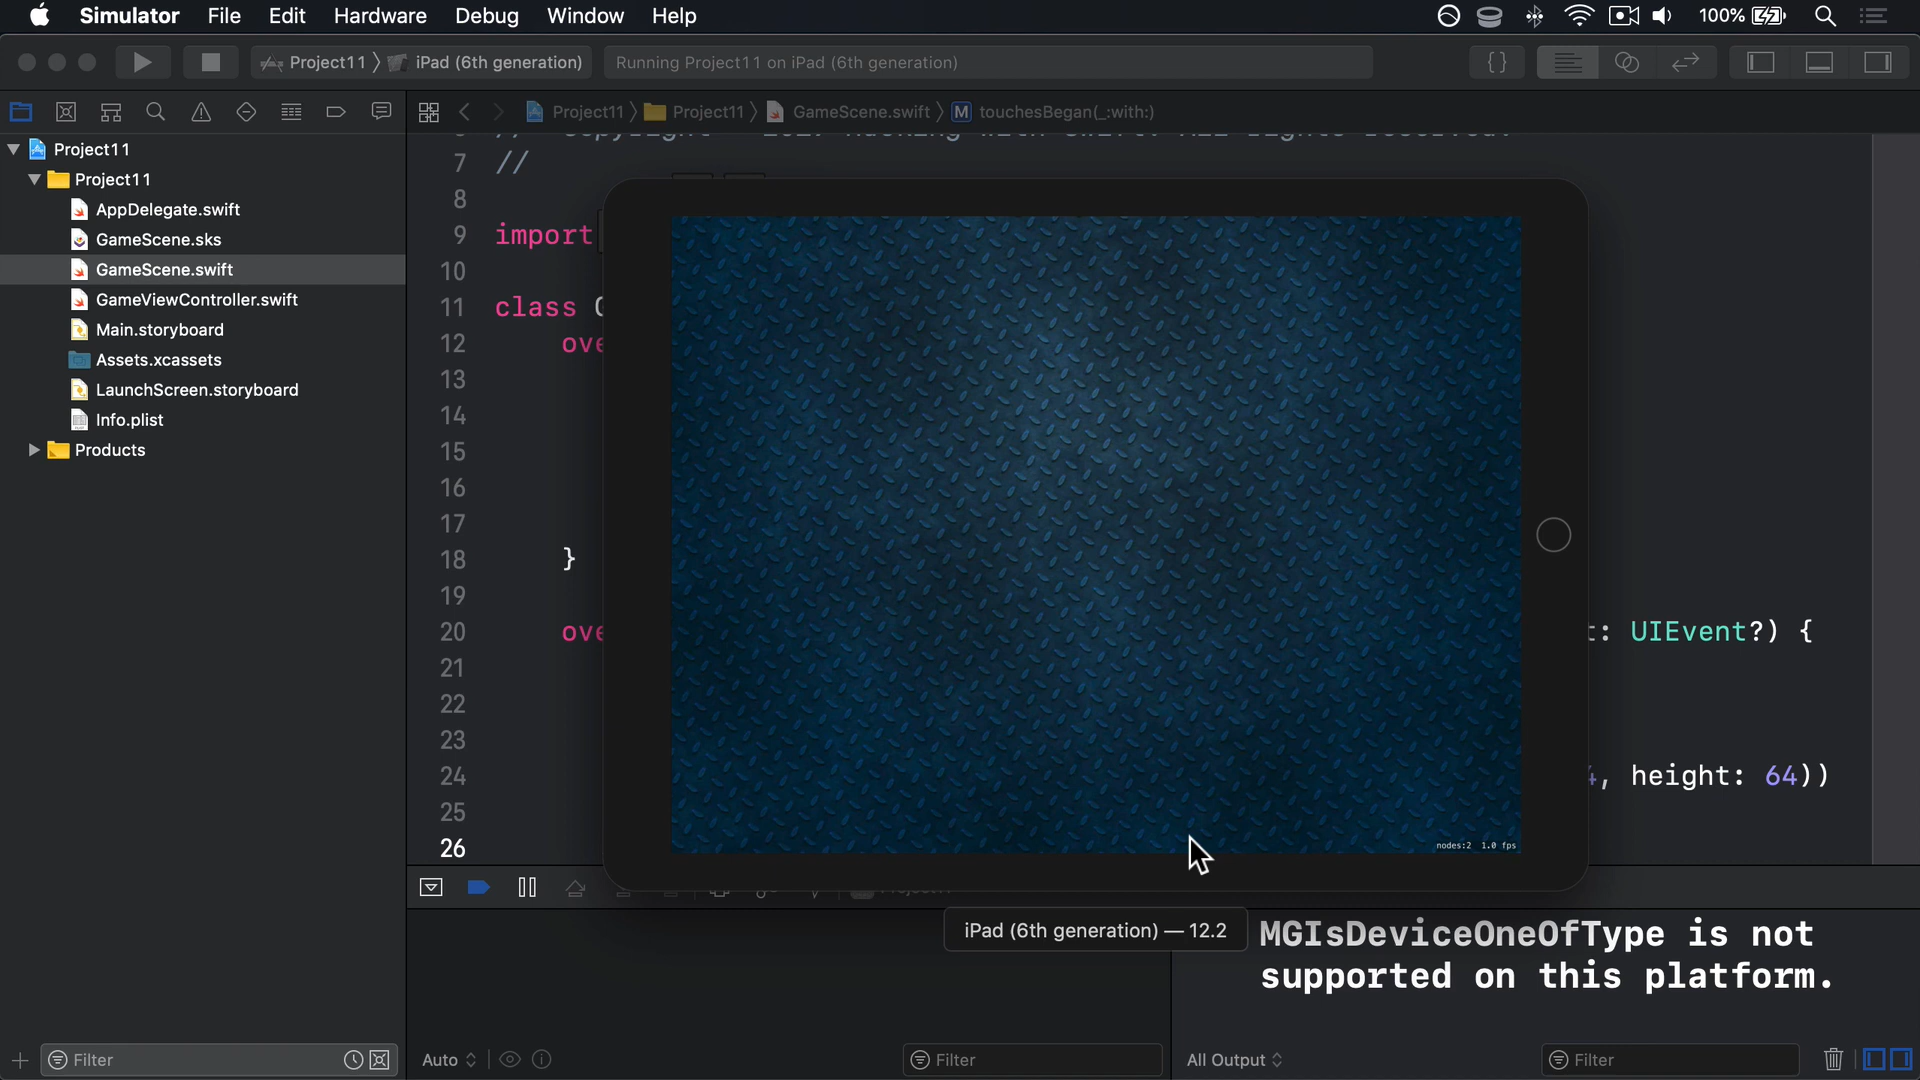 Simulator File Edit Hardware Debug Window Help 100%
Project11 iPad (6th generation) Running Project11 on iPad (6th generation)
Project11 Project11 GameScene.swift M touchesBegan(_:with:)
Project11
Project11
AppDelegate.swift
GameScene.sks
GameScene.swift
GameViewController.swift
Main.storyboard
Assets.xcassets
LaunchScreen.storyboard
Info.plist
Products
7 //
8
9 import
10
11 class
12 ove
13
14
15
16
17
18 }
19
20 ove : UIEvent?) {
21
22
23
24 , height: 64))
25
26
nodes:2 1.0 fps
iPad (6th generation) — 12.2
MGIsDeviceOneOfType is not
supported on this platform.
Filter
Auto Filter
All Output Filter